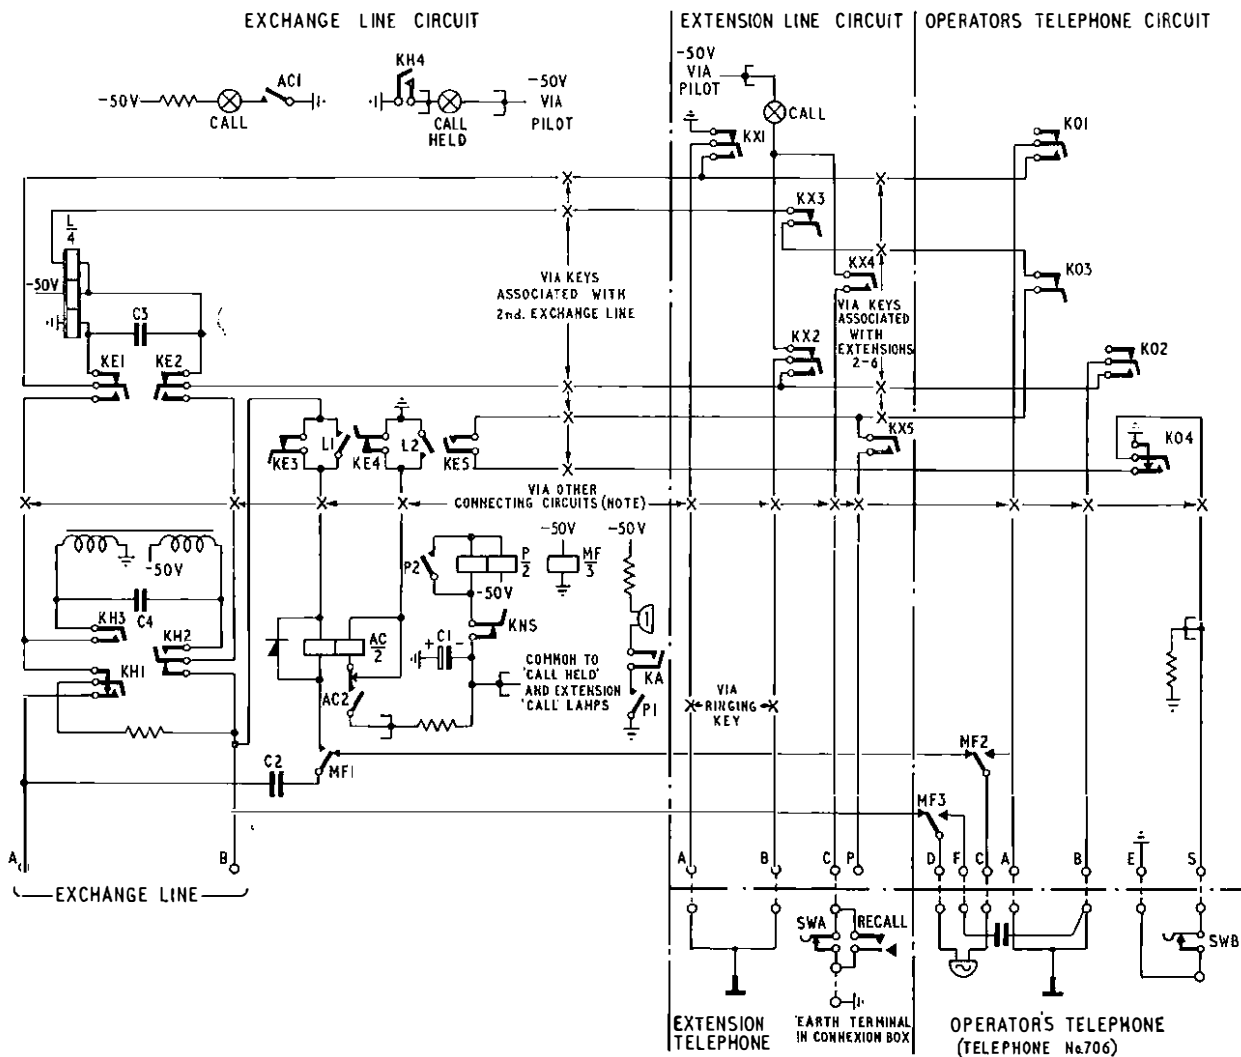 EXCHANGE LINE CIRCUIT
EXTENSION LINE CIRCUIT
OPERATORS TELEPHONE CIRCUIT
-50V
CALL
AC1
KH4
CALL
HELD
-50V
VIA
PILOT
-50V
VIA
PILOT
CALL
KX1
KO1
L
4
-50V
C3
KE1
KE2
VIA KEYS
ASSOCIATED WITH
2nd. EXCHANGE LINE
KX3
KX4
KO3
VIA KEYS
ASSOCIATED
WITH
EXTENSIONS
2-6
KX2
KO2
KE3
L1
KE4
L2
KE5
KX5
KO4
VIA OTHER
CONNECTING CIRCUITS (NOTE)
-50V
C4
KH3
KH2
KH1
P2
P
2
-50V
-50V
MF
3
-50V
KNS
AC
2
AC2
+ C1 -
COMMON TO
'CALL HELD'
AND EXTENSION
'CALL' LAMPS
KA
P1
VIA
RINGING
KEY
C2
MF1
MF2
MF3
A
B
EXCHANGE LINE
A
B
C
P
D
F
C
A
B
E
S
SWA
RECALL
SWB
EXTENSION
TELEPHONE
EARTH TERMINAL
IN CONNEXION BOX
OPERATOR'S TELEPHONE
(TELEPHONE No.706)